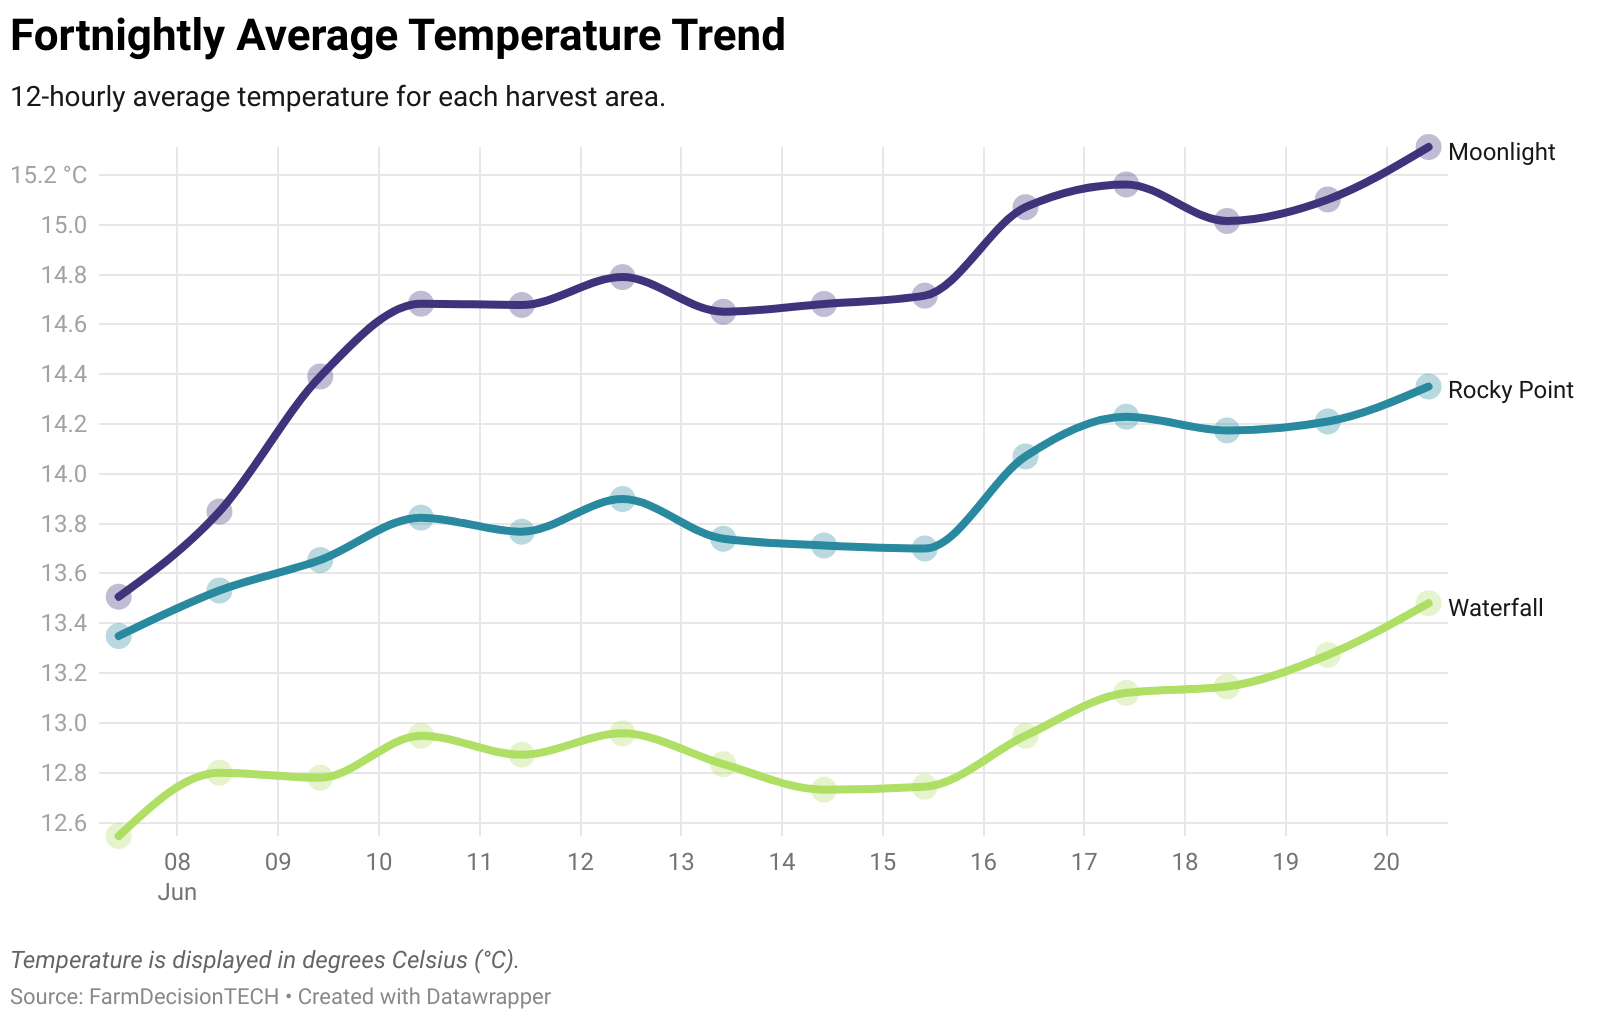 Fortnightly Average Temperature Trend
12-hourly average temperature for each harvest area.
15.2 °C
15.0
14.8
14.6
14.4
14.2
14.0
13.8
13.6
13.4
13.2
13.0
12.8
12.6
Moonlight
Rocky Point
Waterfall
08 09 10 11 12 13 14 15 16 17 18 19 20
Jun
Temperature is displayed in degrees Celsius (°C).
Source: FarmDecisionTECH • Created with Datawrapper